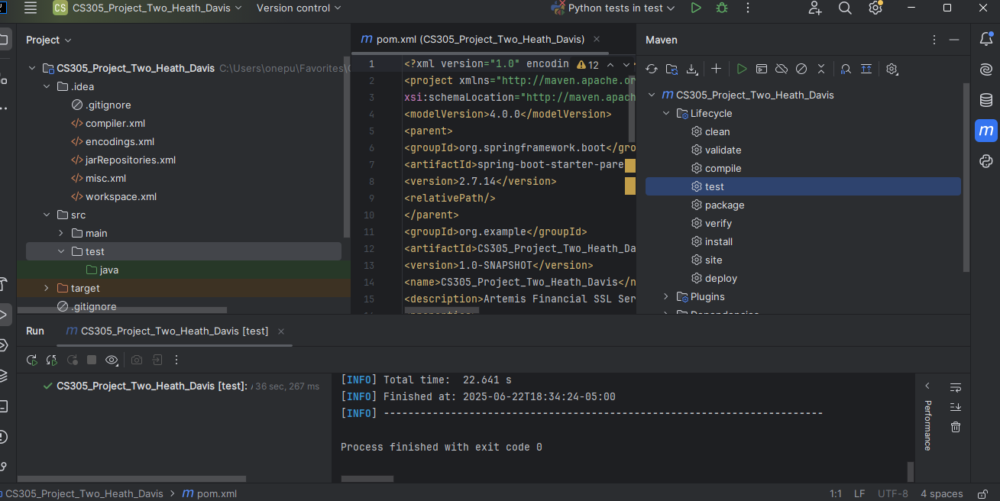 CS CS305_Project_Two_Heath_Davis Version control Python tests in test
Project
CS305_Project_Two_Heath_Davis C:\Users\onepu\Favorites\
.idea
.gitignore
compiler.xml
encodings.xml
jarRepositories.xml
misc.xml
workspace.xml
src
main
test
java
target
.gitignore
m pom.xml (CS305_Project_Two_Heath_Davis)
12
1 <?xml version="1.0" encodin
2 <project xmlns="http://maven.apache.or
3 xsi:schemaLocation="http://maven.apach
4 <modelVersion>4.0.0</modelVersion>
5 <parent>
6 <groupId>org.springframework.boot</gro
7 <artifactId>spring-boot-starter-pare
8 <version>2.7.14</version>
9 <relativePath/>
10 </parent>
11 <groupId>org.example</groupId>
12 <artifactId>CS305_Project_Two_Heath_Da
13 <version>1.0-SNAPSHOT</version>
14 <name>CS305_Project_Two_Heath_Davis</n
15 <description>Artemis Financial SSL Ser
Maven
m CS305_Project_Two_Heath_Davis
Lifecycle
clean
validate
compile
test
package
verify
install
site
deploy
Plugins
Dependencies
m
Run m CS305_Project_Two_Heath_Davis [test]
CS305_Project_Two_Heath_Davis [test]: 36 sec, 267 ms
[INFO] Total time:  22.641 s
[INFO] Finished at: 2025-06-22T18:34:24-05:00
[INFO] ------------------------------------------------------------------------
Process finished with exit code 0
Performance
CS305_Project_Two_Heath_Davis > m pom.xml
1:1 LF UTF-8 4 spaces